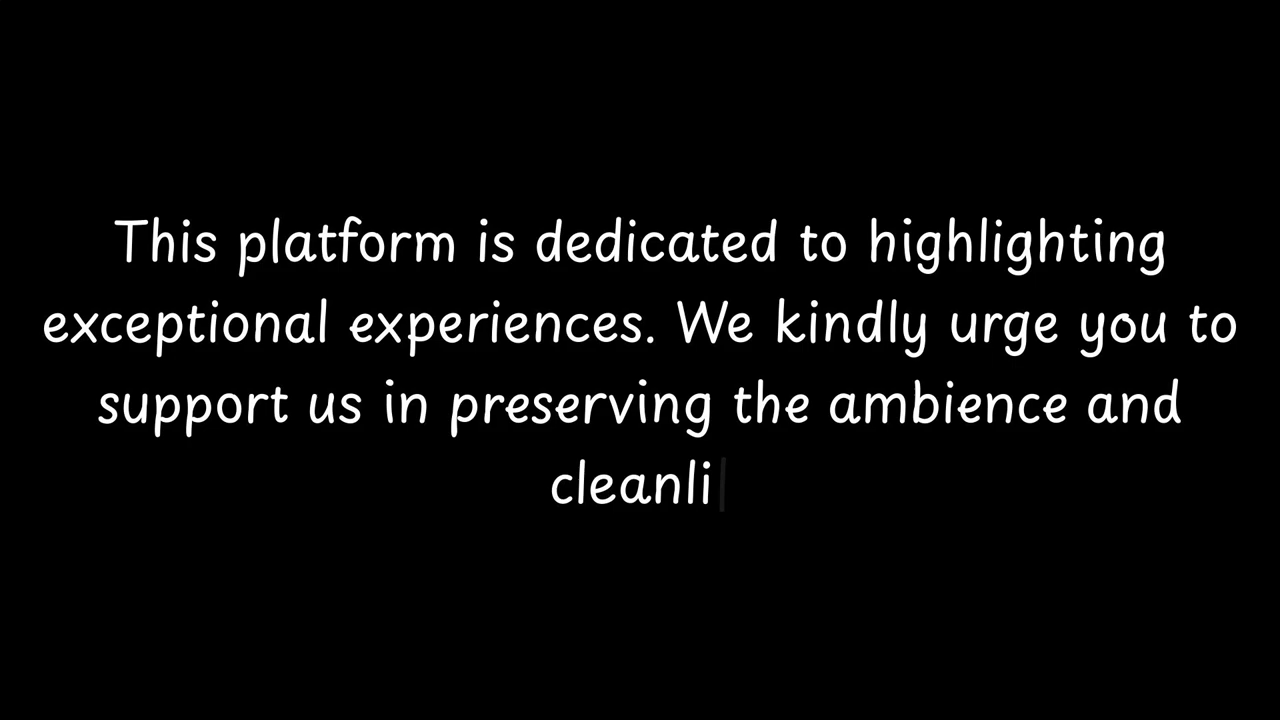 This platform is dedicated to highlighting
exceptional experiences. We kindly urge you to
support us in preserving the ambience and
cleanli